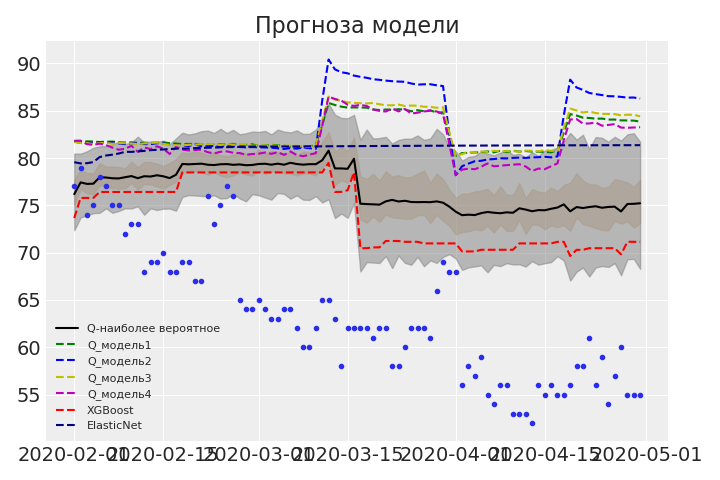 Прогноза модели
90
85
80
75
70
65
60
55
Q-наиболее вероятное
Q_модель1
Q_модель2
Q_модель3
Q_модель4
XGBoost
ElasticNet
2020-02-01 2020-02-15 2020-03-01 2020-03-15 2020-04-01 2020-04-15 2020-05-01